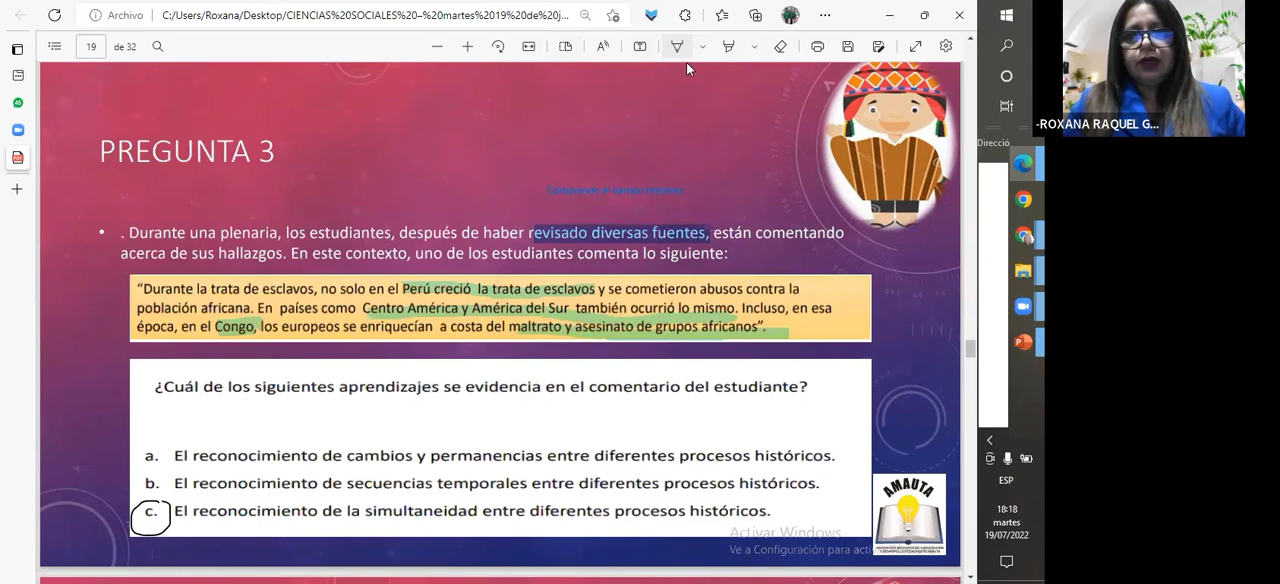 Archivo
C:/Users/Roxana/Desktop/CIENCIAS%20SOCIALES%20–%20martes%2019%20de%20j...
19
de 32
-ROXANA RAQUEL G...
Direcció
PREGUNTA 3
Comprende el tiempo histórico
• . Durante una plenaria, los estudiantes, después de haber revisado diversas fuentes, están comentando
acerca de sus hallazgos. En este contexto, uno de los estudiantes comenta lo siguiente:
“Durante la trata de esclavos, no solo en el Perú creció la trata de esclavos y se cometieron abusos contra la
población africana. En países como Centro América y América del Sur también ocurrió lo mismo. Incluso, en esa
época, en el Congo, los europeos se enriquecían a costa del maltrato y asesinato de grupos africanos”.
¿Cuál de los siguientes aprendizajes se evidencia en el comentario del estudiante?
a. El reconocimiento de cambios y permanencias entre diferentes procesos históricos.
b. El reconocimiento de secuencias temporales entre diferentes procesos históricos.
c. El reconocimiento de la simultaneidad entre diferentes procesos históricos.
AMAUTA
Activar Windows
Ve a Configuración para acti
ESP
18:18
martes
19/07/2022